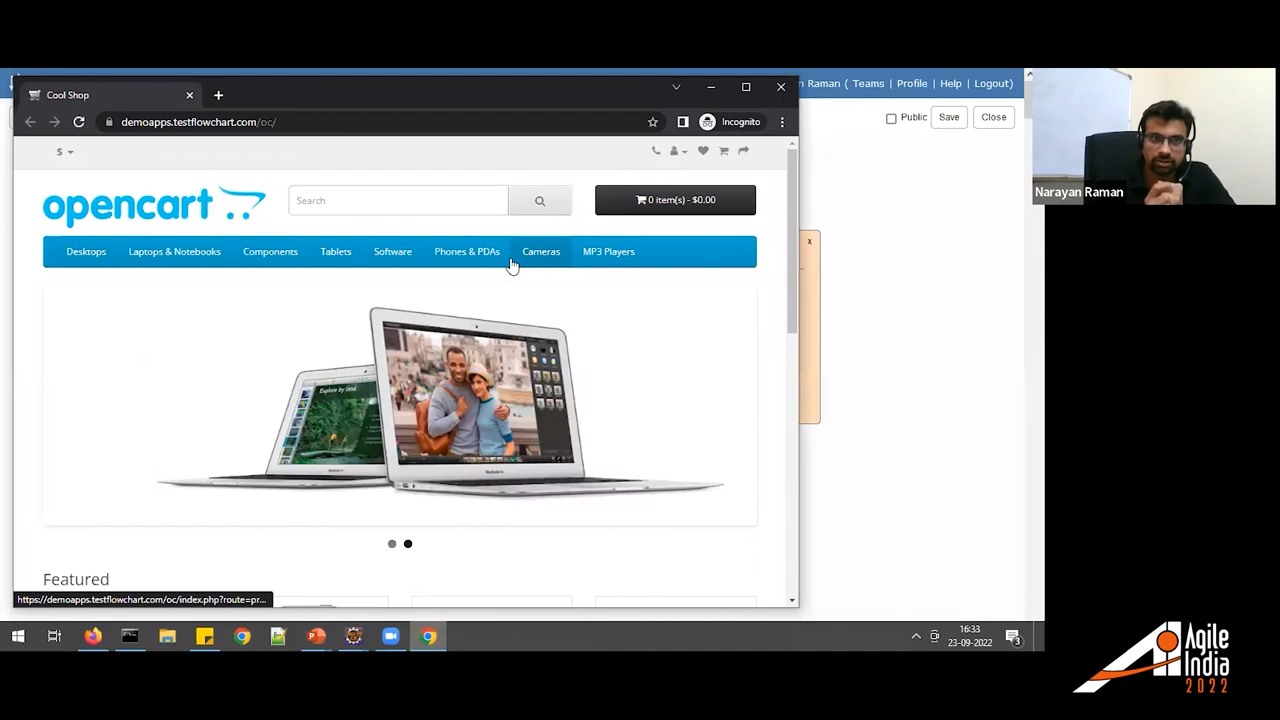 Cool Shop
n Raman ( Teams | Profile | Help | Logout)
demoapps.testflowchart.com/oc/
Incognito
Public
Save
Close
$
opencart
Search
0 item(s) - $0.00
Narayan Raman
x
Desktops
Laptops & Notebooks
Components
Tablets
Software
Phones & PDAs
Cameras
MP3 Players
Featured
https://demoapps.testflowchart.com/oc/index.php?route=pr...
16:33
23-09-2022
3
Agile
India
2022